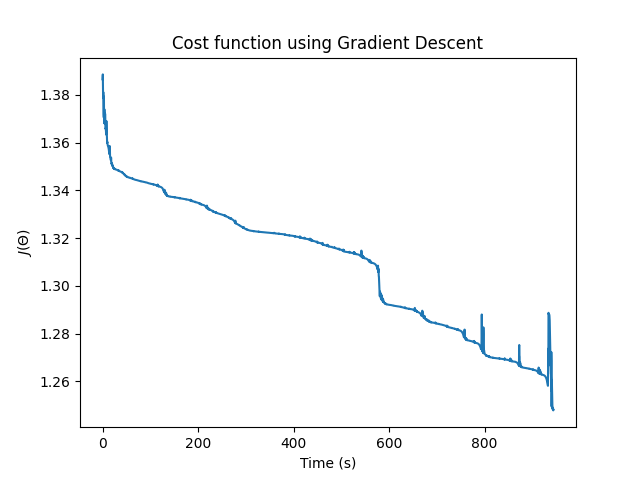 Cost function using Gradient Descent
1.38
1.36
1.34
1.32
1.30
1.28
1.26
J(Θ)
0 200 400 600 800
Time (s)